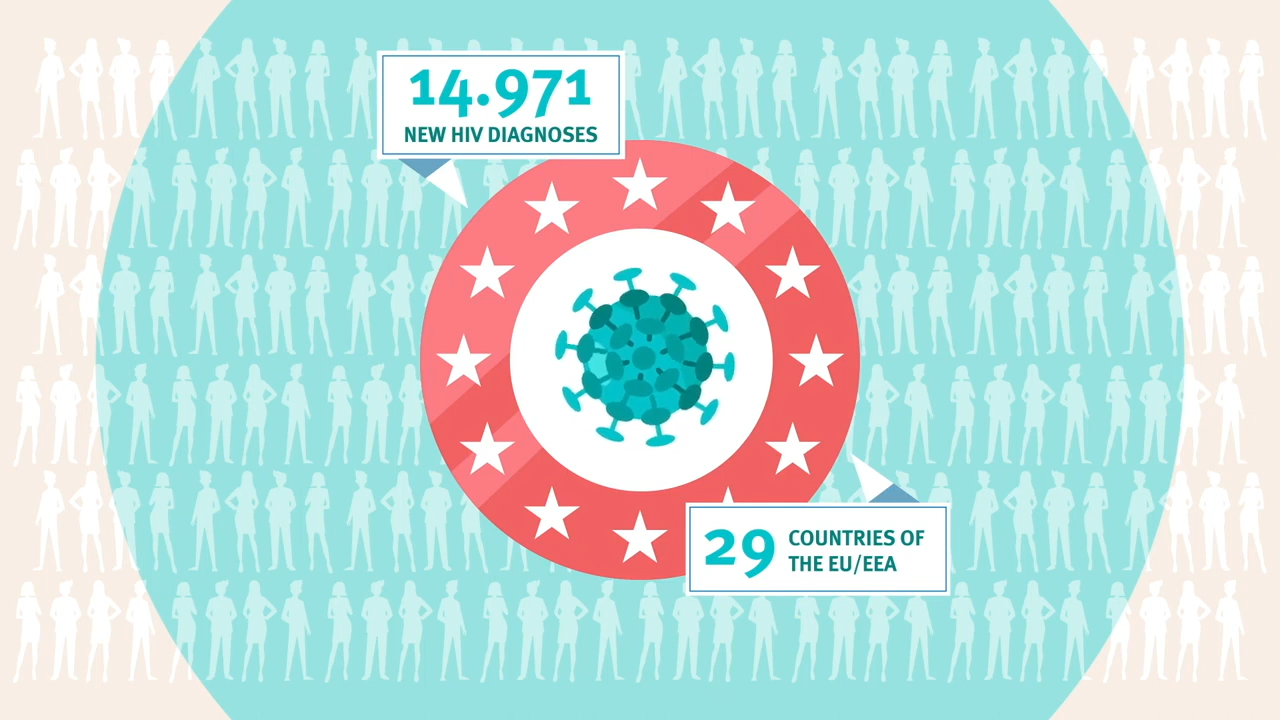 14.971
NEW HIV DIAGNOSES
29
COUNTRIES OF
THE EU/EEA